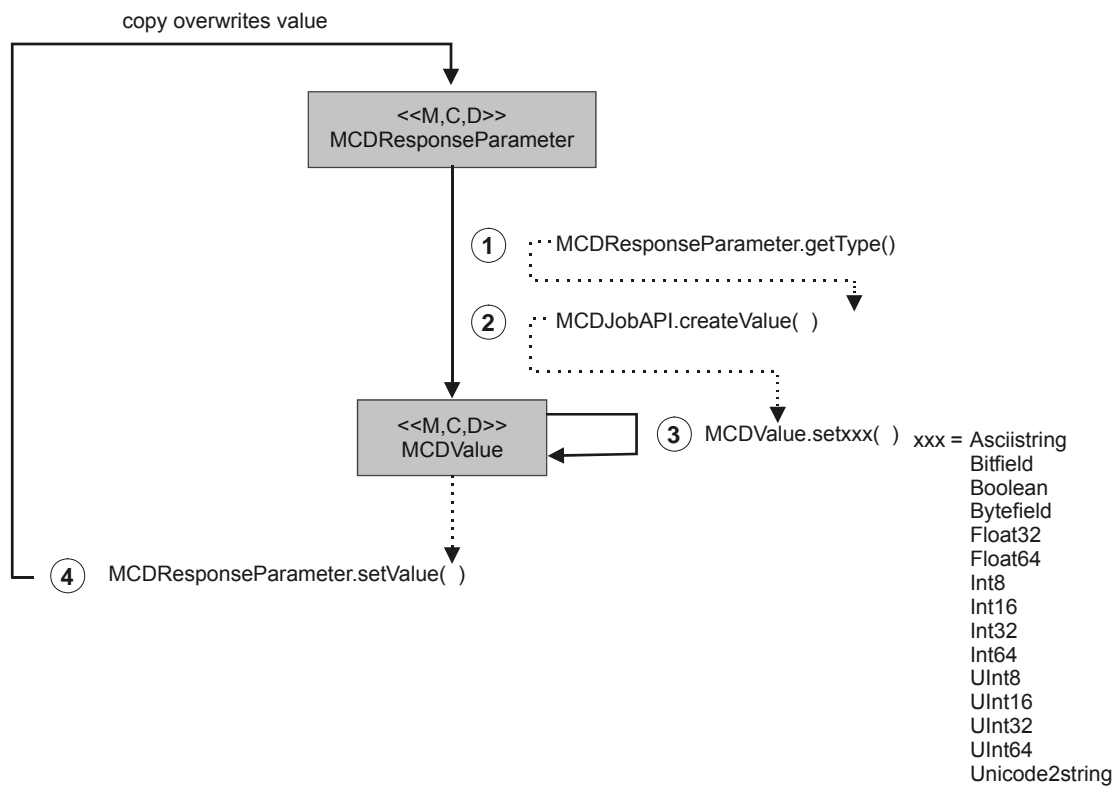 copy overwrites value
<<M,C,D>>
MCDResponseParameter
1 MCDResponseParameter.getType()
2 MCDJobAPI.createValue( )
<<M,C,D>>
MCDValue
3 MCDValue.setxxx( ) xxx = Asciistring
Bitfield
Boolean
Bytefield
Float32
Float64
Int8
Int16
Int32
Int64
UInt8
UInt16
UInt32
UInt64
Unicode2string
4 MCDResponseParameter.setValue( )